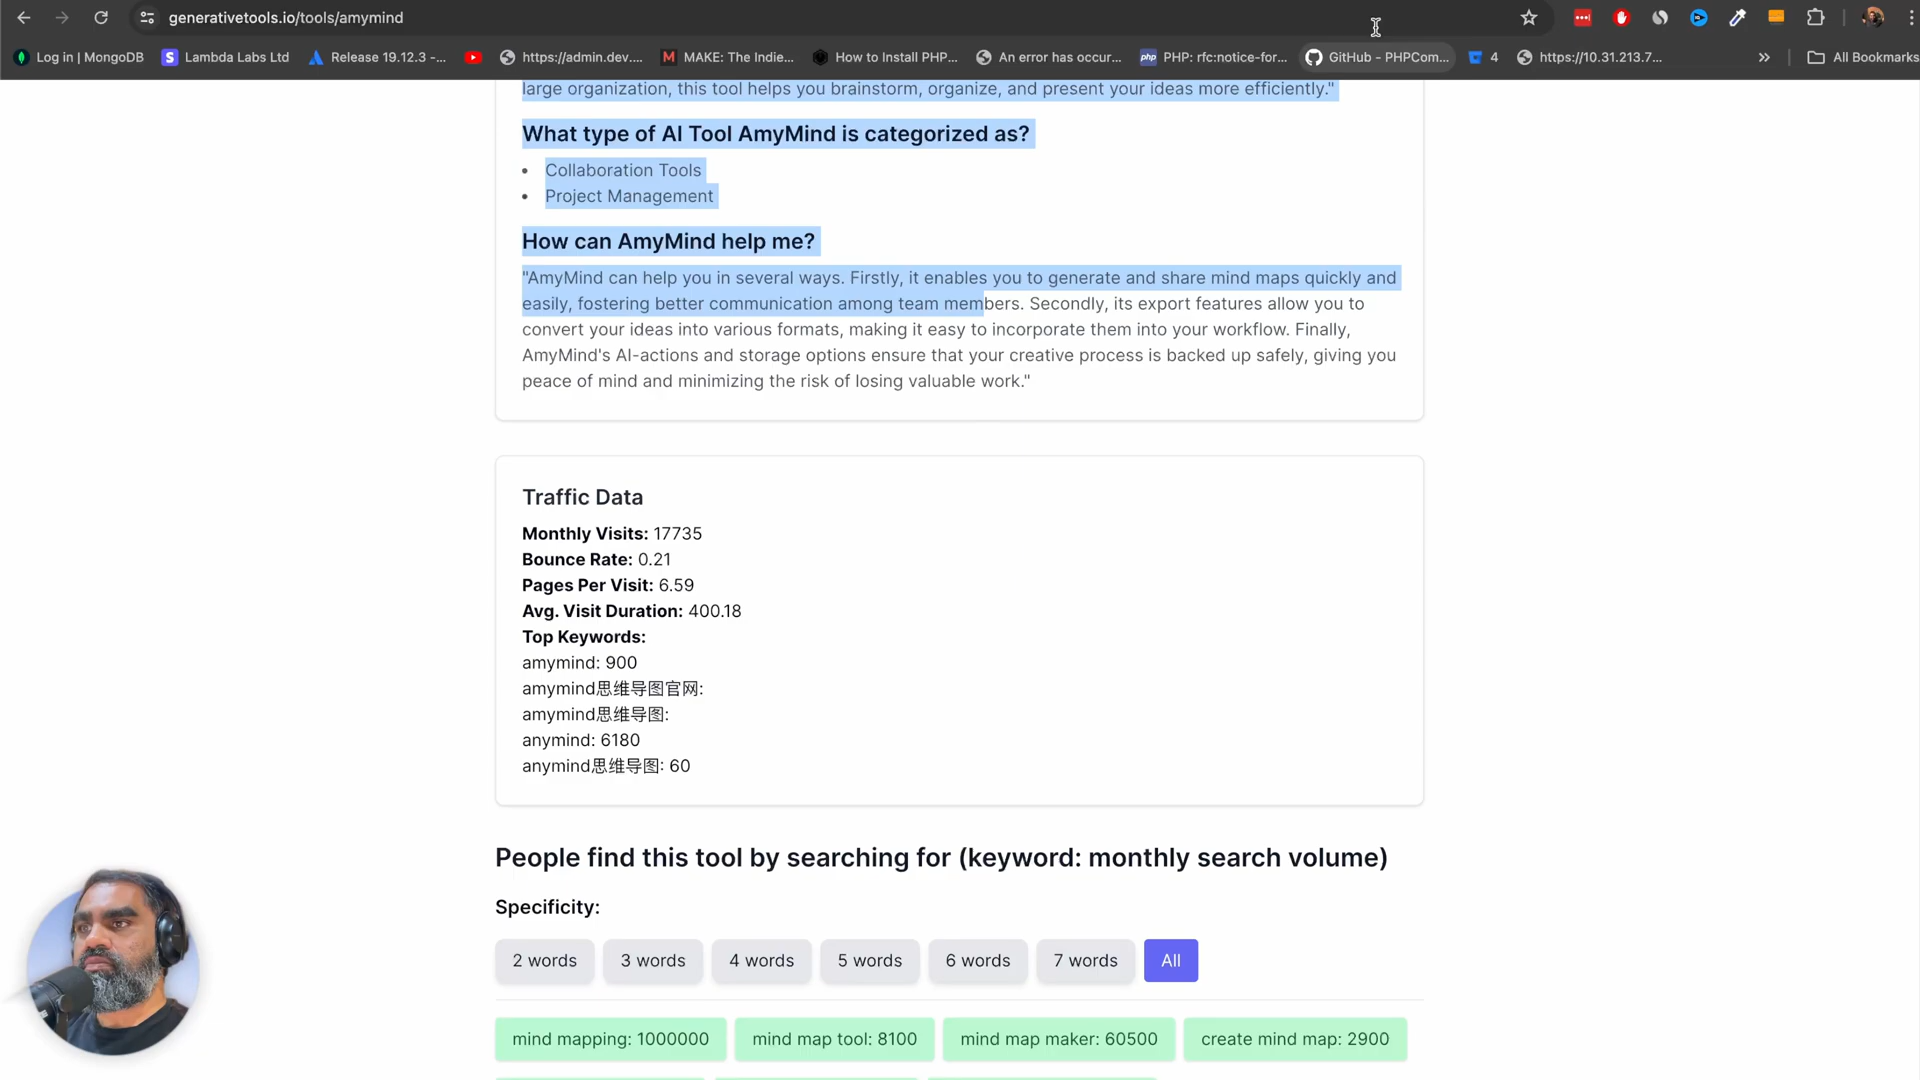 generativetools.io/tools/amymind
Log in | MongoDB
Lambda Labs Ltd
Release 19.12.3 -...
https://admin.dev....
MAKE: The Indie...
How to Install PHP...
An error has occur...
PHP: rfc:notice-for...
GitHub - PHPCom...
4
https://10.31.213.7...
»
All Bookmarks
large organization, this tool helps you brainstorm, organize, and present your ideas more efficiently."
What type of AI Tool AmyMind is categorized as?
• Collaboration Tools
• Project Management
How can AmyMind help me?
"AmyMind can help you in several ways. Firstly, it enables you to generate and share mind maps quickly and
easily, fostering better communication among team members. Secondly, its export features allow you to
convert your ideas into various formats, making it easy to incorporate them into your workflow. Finally,
AmyMind's AI-actions and storage options ensure that your creative process is backed up safely, giving you
peace of mind and minimizing the risk of losing valuable work."
Traffic Data
Monthly Visits: 17735
Bounce Rate: 0.21
Pages Per Visit: 6.59
Avg. Visit Duration: 400.18
Top Keywords:
amymind: 900
amymind思维导图官网:
amymind思维导图:
anymind: 6180
anymind思维导图: 60
People find this tool by searching for (keyword: monthly search volume)
Specificity:
2 words
3 words
4 words
5 words
6 words
7 words
All
mind mapping: 1000000
mind map tool: 8100
mind map maker: 60500
create mind map: 2900